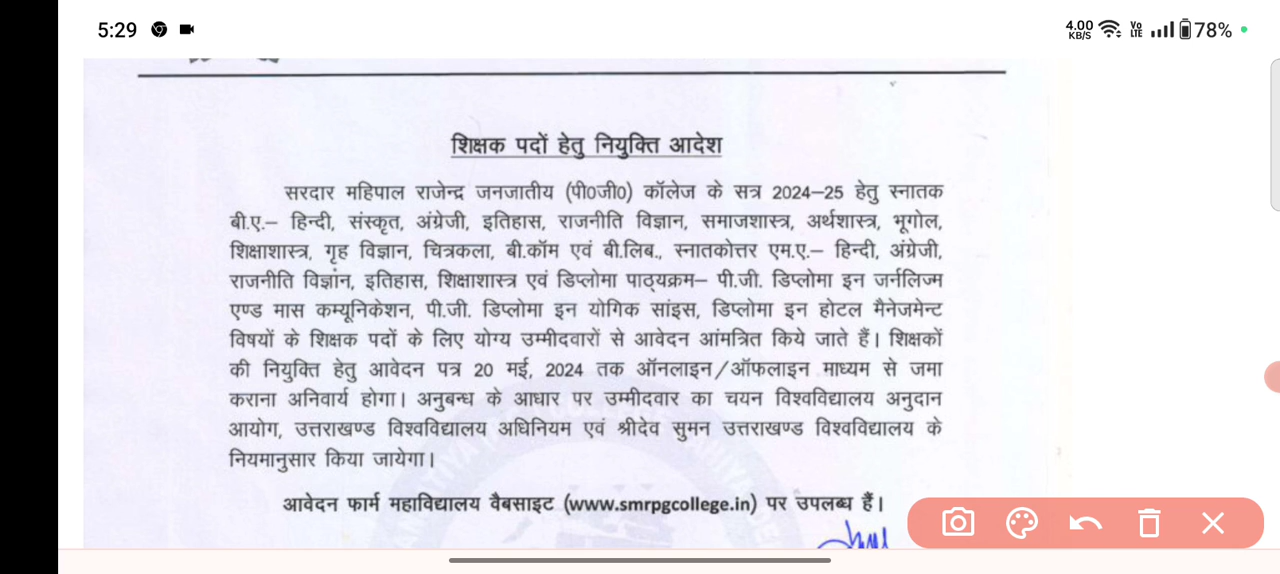 5:29
4.00 KB/S Vo LTE 78%
शिक्षक पदों हेतु नियुक्ति आदेश
सरदार महिपाल राजेन्द्र जनजातीय (पी0जी0) कॉलेज के सत्र 2024–25 हेतु स्नातक
बी.ए.– हिन्दी, संस्कृत, अंग्रेजी, इतिहास, राजनीति विज्ञान, समाजशास्त्र, अर्थशास्त्र, भूगोल,
शिक्षाशास्त्र, गृह विज्ञान, चित्रकला, बी.कॉम एवं बी.लिब., स्नातकोत्तर एम.ए.– हिन्दी, अंग्रेजी,
राजनीति विज्ञान, इतिहास, शिक्षाशास्त्र एवं डिप्लोमा पाठ्यक्रम– पी.जी. डिप्लोमा इन जर्नलिज्म
एण्ड मास कम्यूनिकेशन, पी.जी. डिप्लोमा इन योगिक सांइस, डिप्लोमा इन होटल मैनेजमेन्ट
विषयों के शिक्षक पदों के लिए योग्य उम्मीदवारों से आवेदन आंमत्रित किये जाते हैं। शिक्षकों
की नियुक्ति हेतु आवेदन पत्र 20 मई, 2024 तक ऑनलाइन/ऑफलाइन माध्यम से जमा
कराना अनिवार्य होगा। अनुबन्ध के आधार पर उम्मीदवार का चयन विश्वविद्यालय अनुदान
आयोग, उत्तराखण्ड विश्वविद्यालय अधिनियम एवं श्रीदेव सुमन उत्तराखण्ड विश्वविद्यालय के
नियमानुसार किया जायेगा।
आवेदन फार्म महाविद्यालय वैबसाइट (www.smrpgcollege.in) पर उपलब्ध हैं।